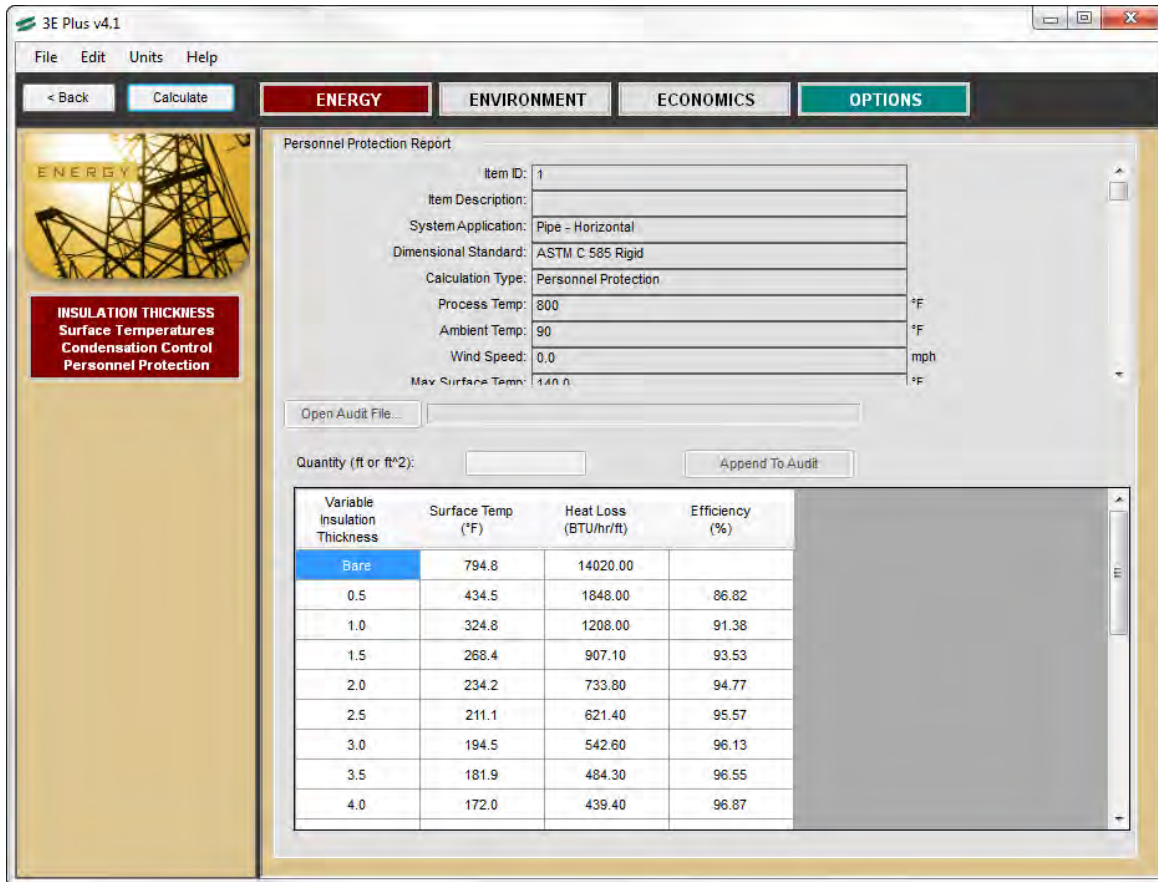 3E Plus v4.1
File Edit Units Help
< Back Calculate ENERGY ENVIRONMENT ECONOMICS OPTIONS
ENERGY
INSULATION THICKNESS
Surface Temperatures
Condensation Control
Personnel Protection
Personnel Protection Report
Item ID: 1
Item Description:
System Application: Pipe - Horizontal
Dimensional Standard: ASTM C 585 Rigid
Calculation Type: Personnel Protection
Process Temp: 800 °F
Ambient Temp: 90 °F
Wind Speed: 0.0 mph
Max Surface Temp: 140.0 °F
Open Audit File...
Quantity (ft or ft^2): Append To Audit
Variable Insulation Thickness Surface Temp (°F) Heat Loss (BTU/hr/ft) Efficiency (%)
Bare 794.8 14020.00
0.5 434.5 1848.00 86.82
1.0 324.8 1208.00 91.38
1.5 268.4 907.10 93.53
2.0 234.2 733.80 94.77
2.5 211.1 621.40 95.57
3.0 194.5 542.60 96.13
3.5 181.9 484.30 96.55
4.0 172.0 439.40 96.87